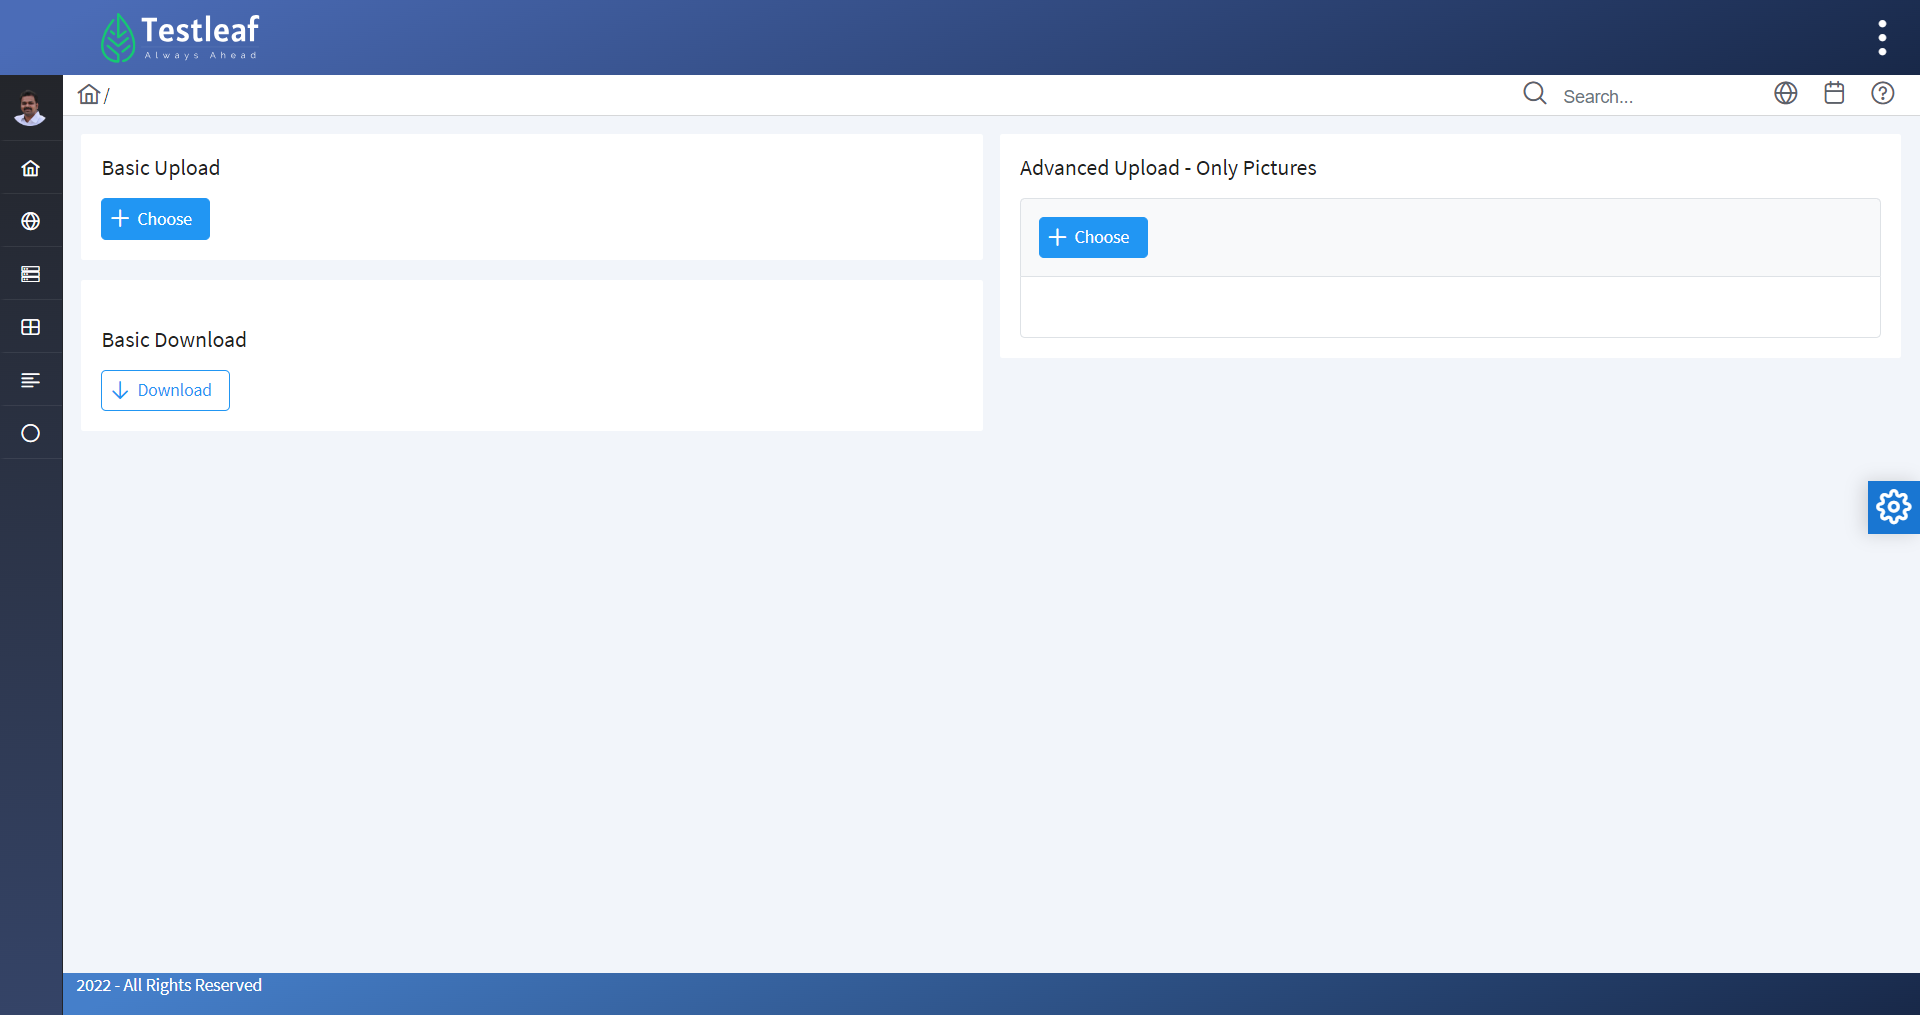 Testleaf
Always Ahead
/
Search...
Basic Upload
Choose
Basic Download
Download
Advanced Upload - Only Pictures
Choose
2022 - All Rights Reserved